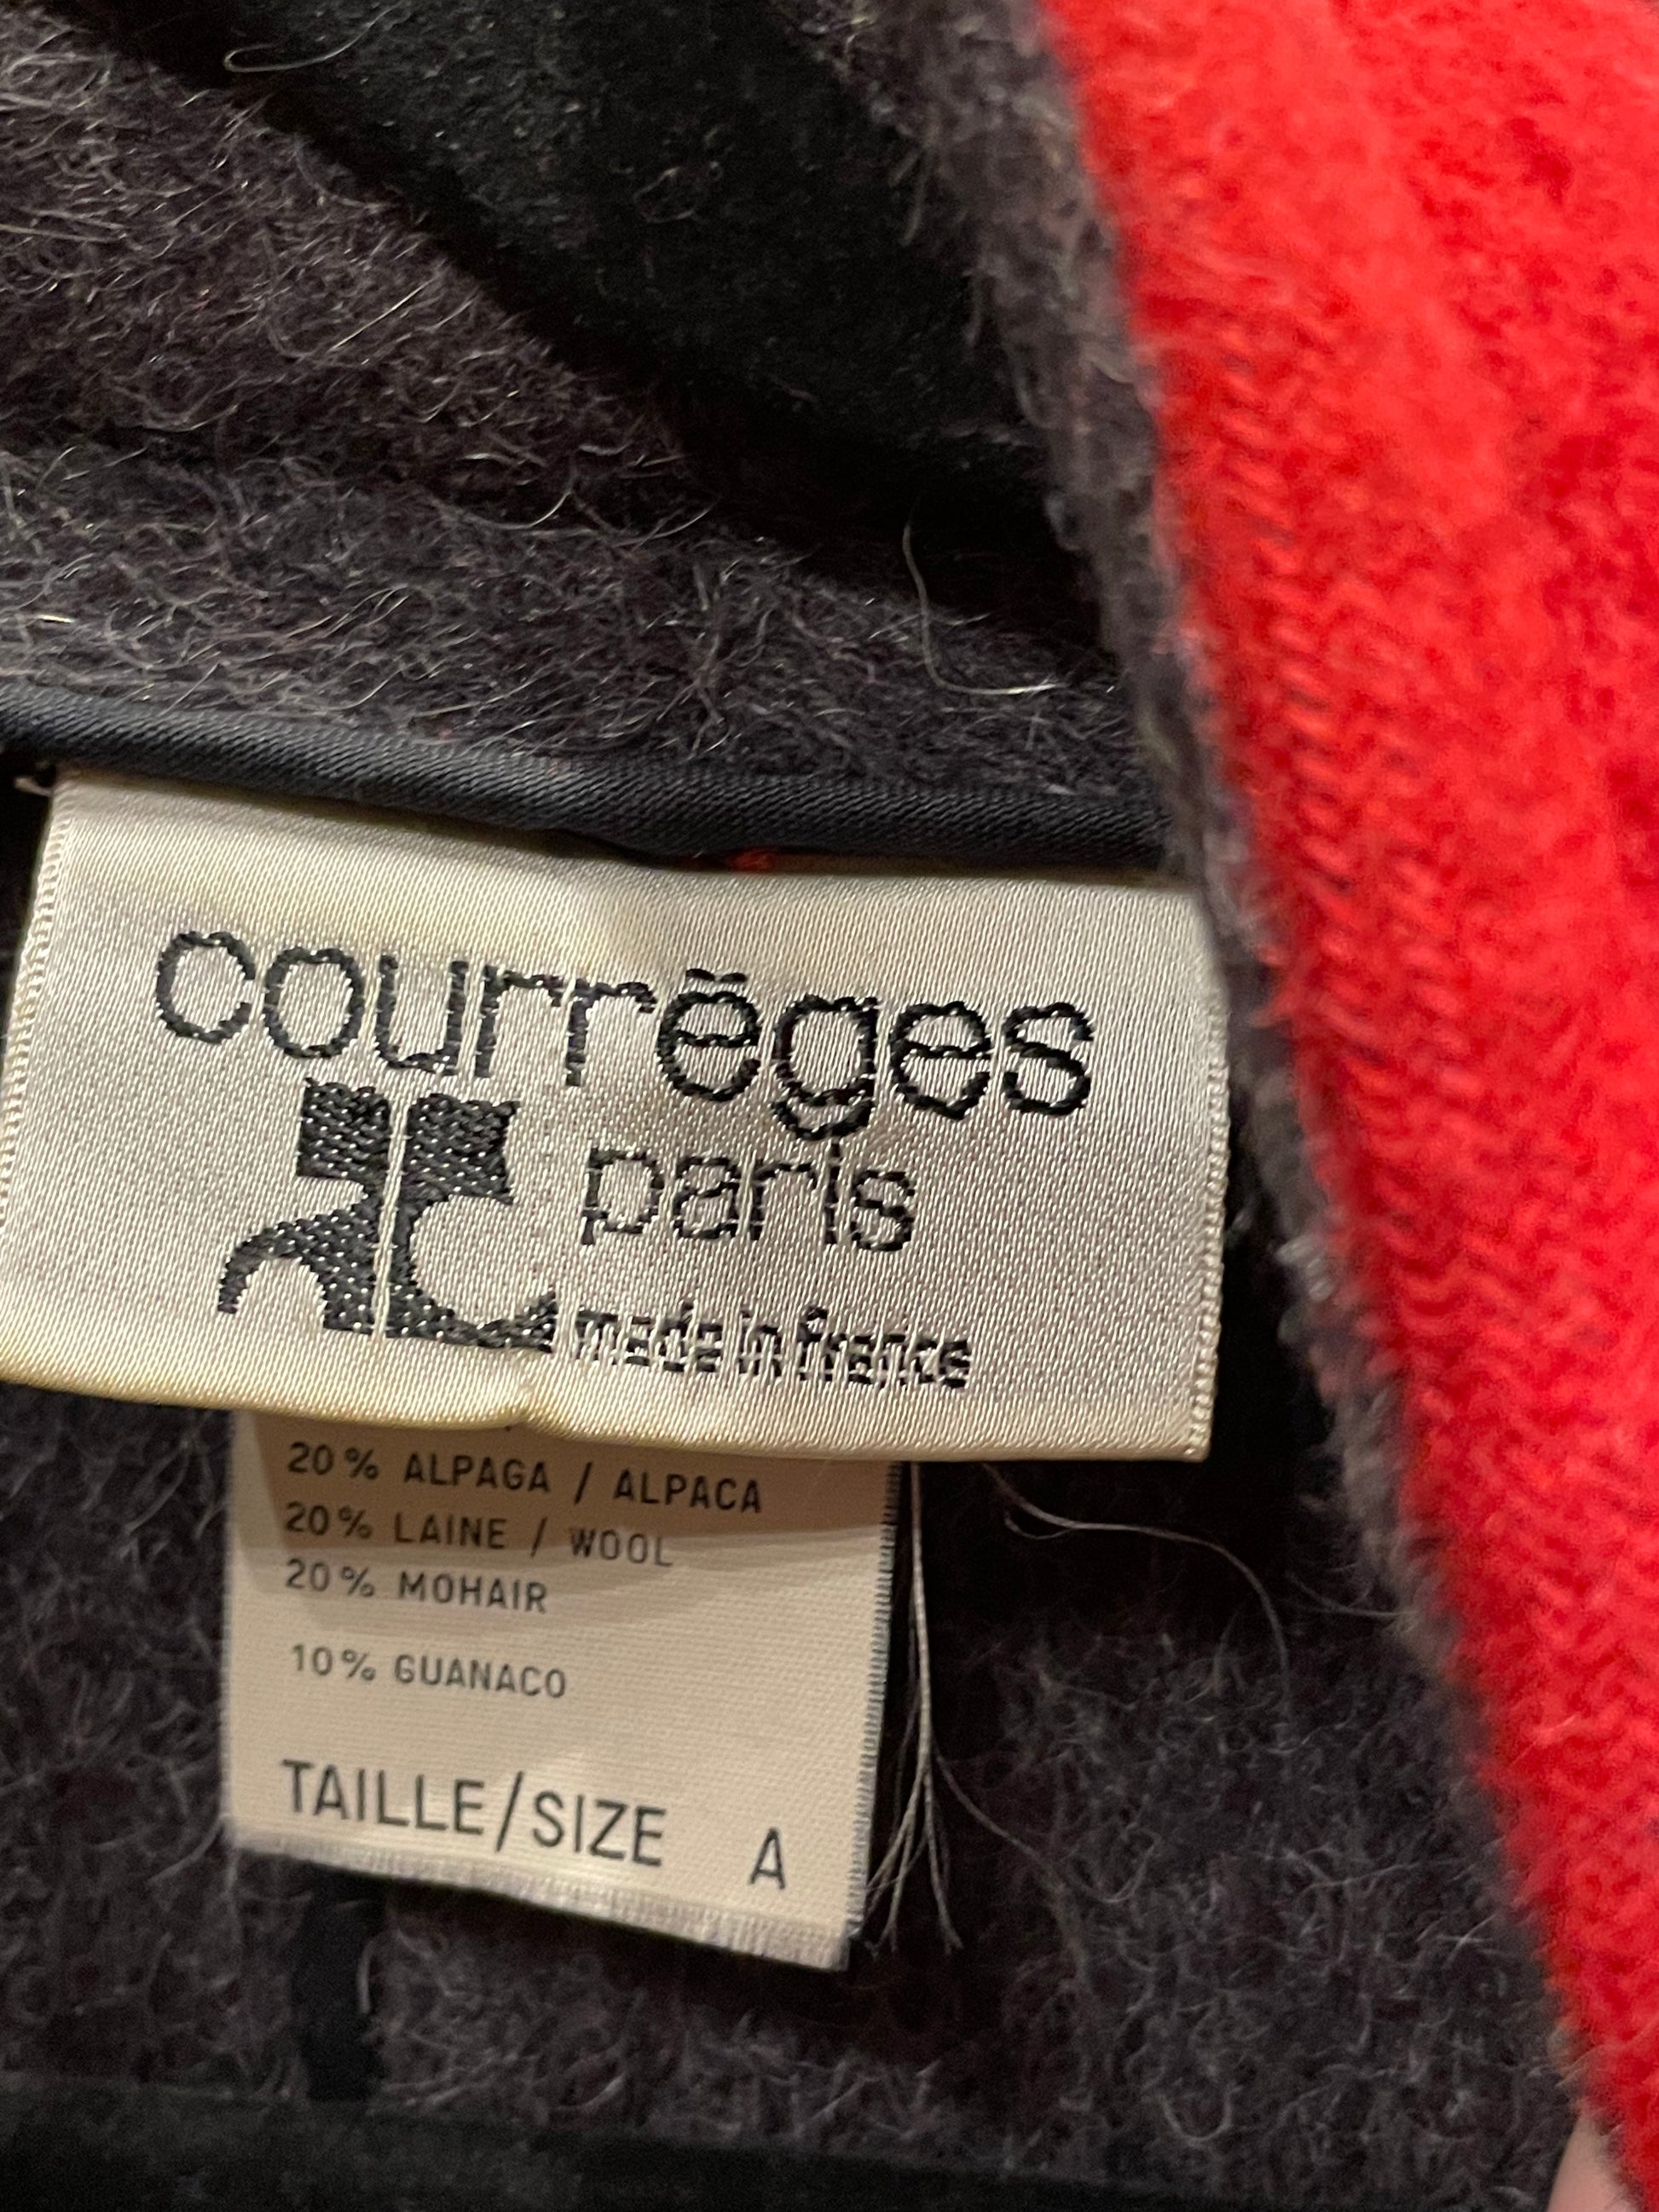 courrèges
paris
made in france
20% ALPAGA / ALPACA
20% LAINE / WOOL
20% MOHAIR
10% GUANACO
TAILLE/SIZE A